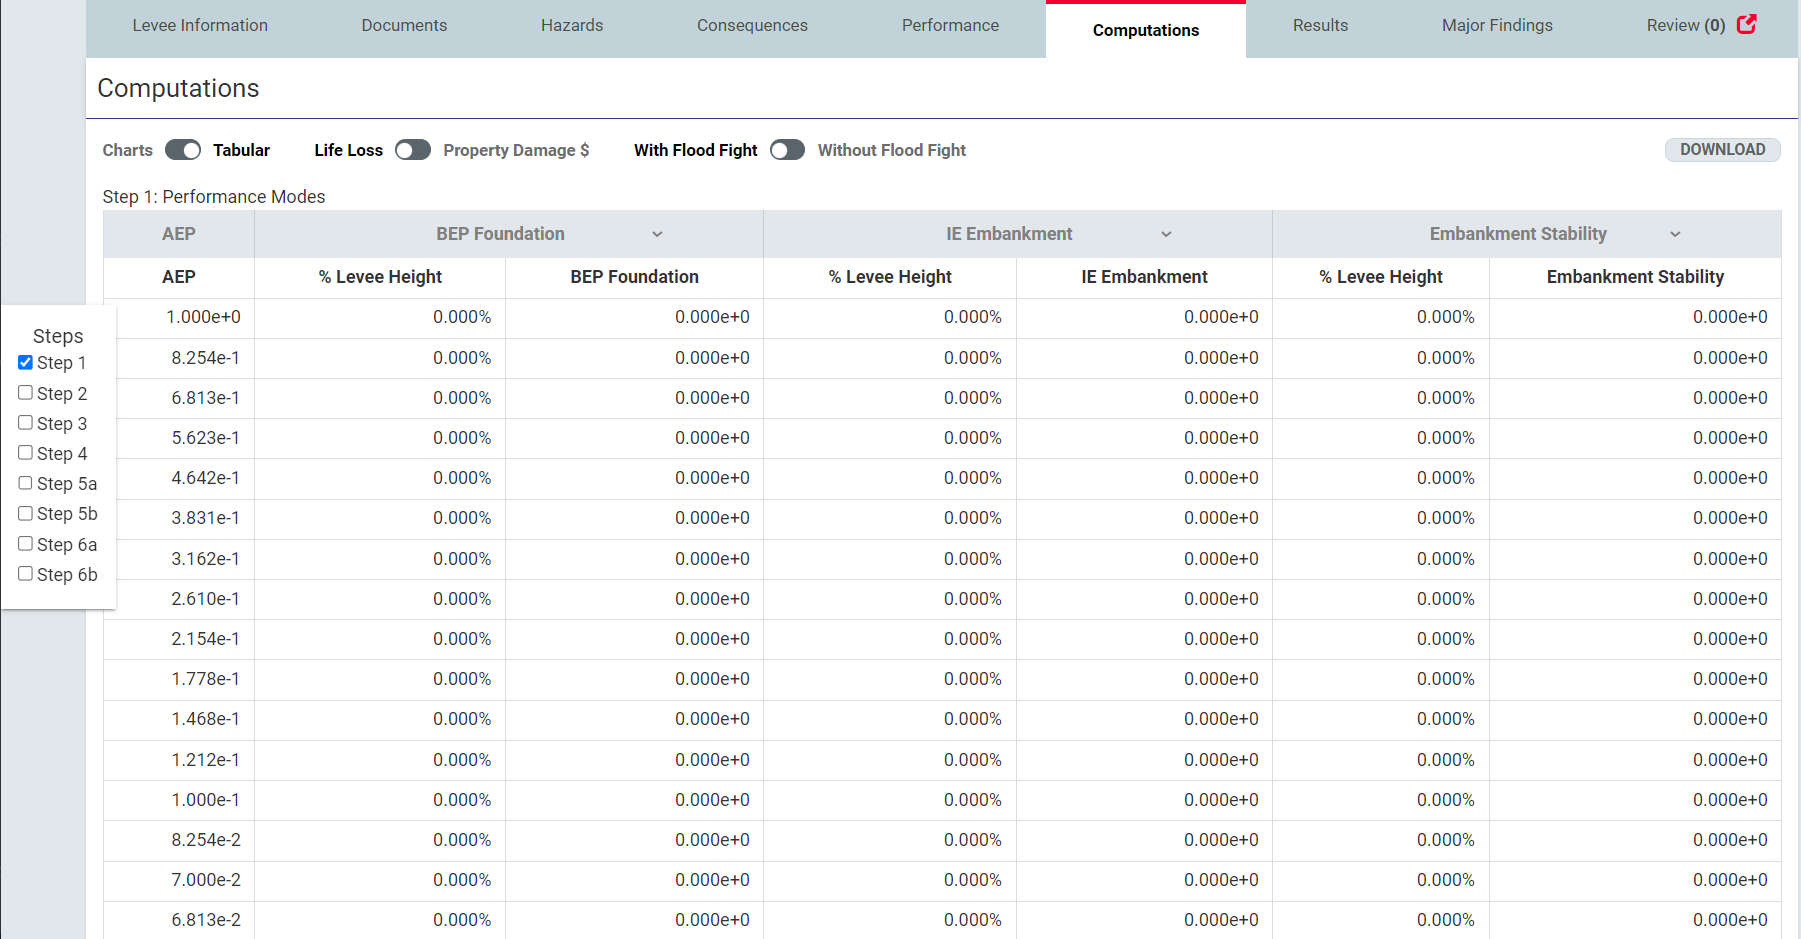 Levee Information Documents Hazards Consequences Performance Computations Results Major Findings Review (0)
Computations
Charts Tabular Life Loss Property Damage $ With Flood Fight Without Flood Fight DOWNLOAD
Step 1: Performance Modes
AEP BEP Foundation IE Embankment Embankment Stability
AEP % Levee Height BEP Foundation % Levee Height IE Embankment % Levee Height Embankment Stability
1.000e+0 0.000% 0.000e+0 0.000% 0.000e+0 0.000% 0.000e+0
Steps
Step 1
Step 2
Step 3
Step 4
Step 5a
Step 5b
Step 6a
Step 6b
8.254e-1 0.000% 0.000e+0 0.000% 0.000e+0 0.000% 0.000e+0
6.813e-1 0.000% 0.000e+0 0.000% 0.000e+0 0.000% 0.000e+0
5.623e-1 0.000% 0.000e+0 0.000% 0.000e+0 0.000% 0.000e+0
4.642e-1 0.000% 0.000e+0 0.000% 0.000e+0 0.000% 0.000e+0
3.831e-1 0.000% 0.000e+0 0.000% 0.000e+0 0.000% 0.000e+0
3.162e-1 0.000% 0.000e+0 0.000% 0.000e+0 0.000% 0.000e+0
2.610e-1 0.000% 0.000e+0 0.000% 0.000e+0 0.000% 0.000e+0
2.154e-1 0.000% 0.000e+0 0.000% 0.000e+0 0.000% 0.000e+0
1.778e-1 0.000% 0.000e+0 0.000% 0.000e+0 0.000% 0.000e+0
1.468e-1 0.000% 0.000e+0 0.000% 0.000e+0 0.000% 0.000e+0
1.212e-1 0.000% 0.000e+0 0.000% 0.000e+0 0.000% 0.000e+0
1.000e-1 0.000% 0.000e+0 0.000% 0.000e+0 0.000% 0.000e+0
8.254e-2 0.000% 0.000e+0 0.000% 0.000e+0 0.000% 0.000e+0
7.000e-2 0.000% 0.000e+0 0.000% 0.000e+0 0.000% 0.000e+0
6.813e-2 0.000% 0.000e+0 0.000% 0.000e+0 0.000% 0.000e+0